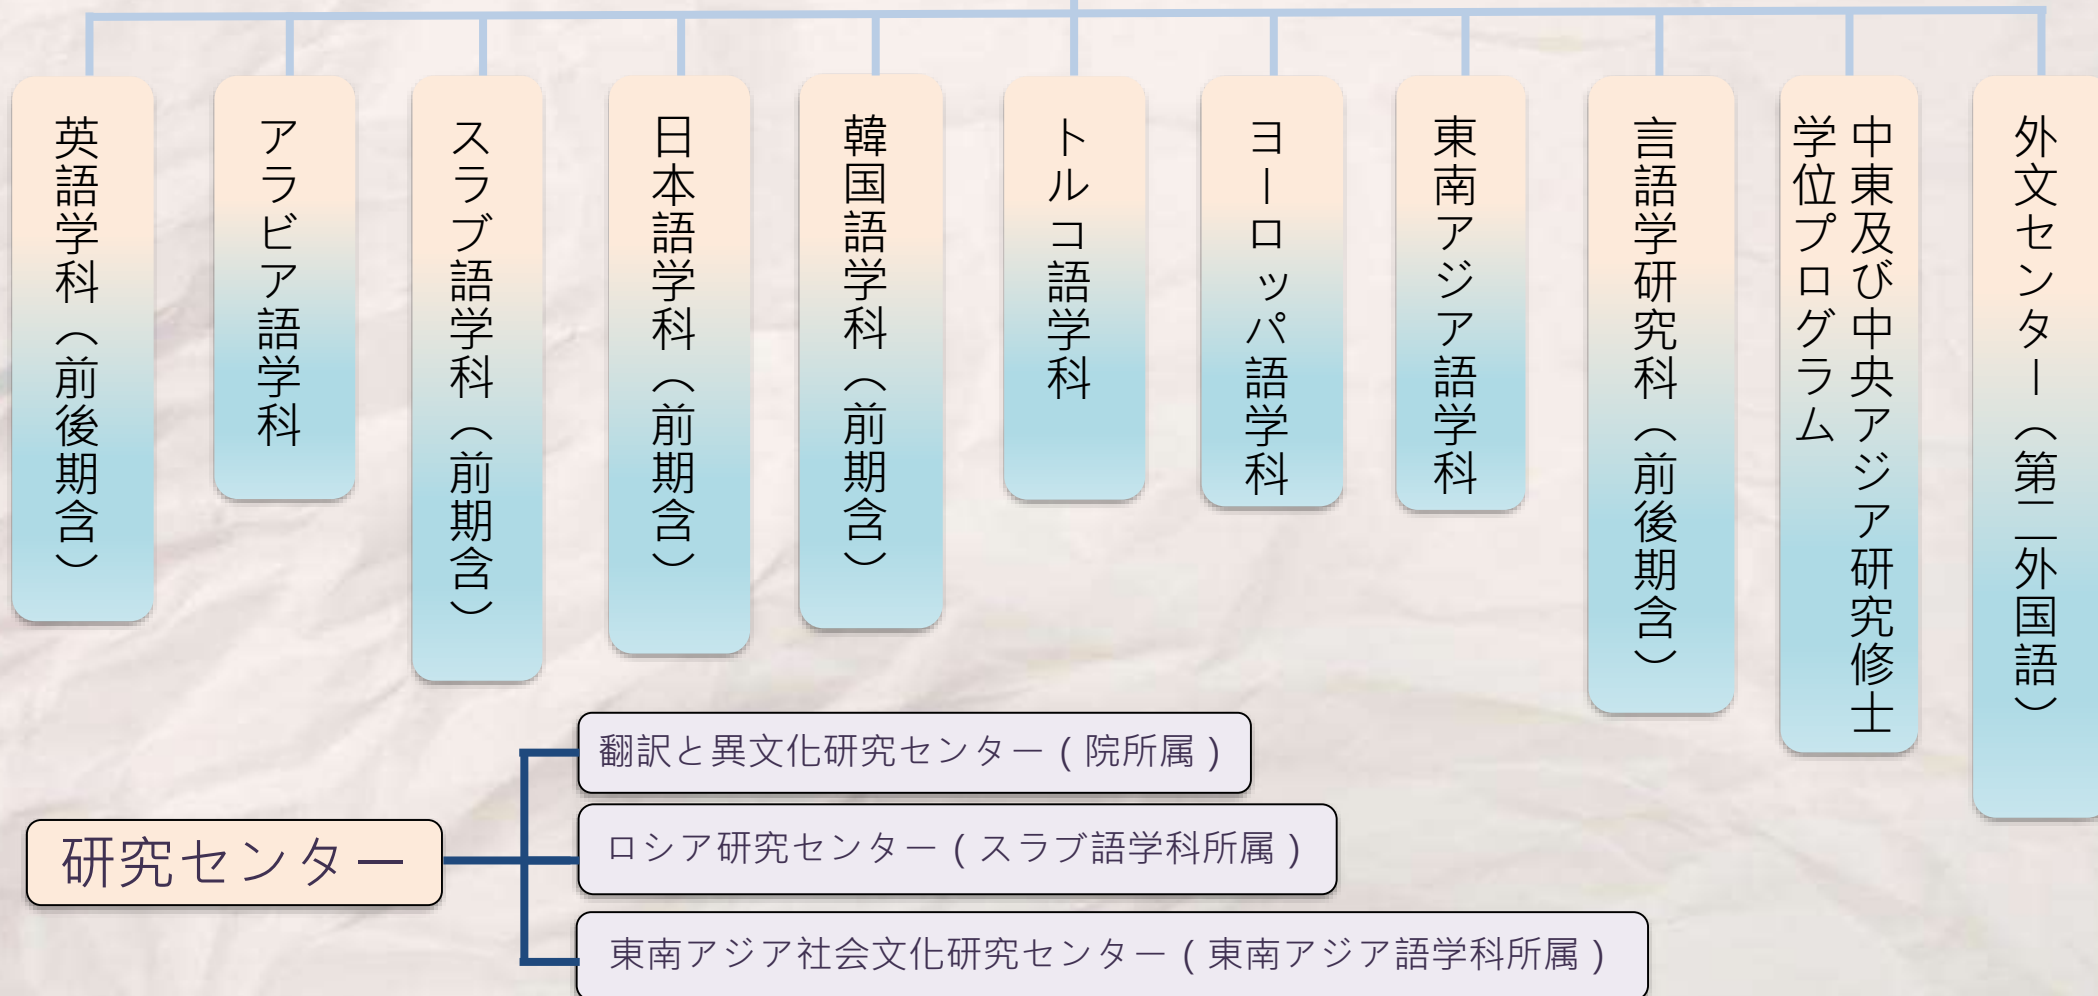 英語学科（前後期含）
アラビア語学科
スラブ語学科（前期含）
日本語学科（前期含）
韓国語学科（前期含）
トルコ語学科
ヨーロッパ語学科
東南アジア語学科
言語学研究科（前後期含）
中東及び中央アジア研究修士
学位プログラム
外文センター（第二外国語）
研究センター
翻訳と異文化研究センター(院所属)
ロシア研究センター(スラブ語学科所属)
東南アジア社会文化研究センター(東南アジア語学科所属)